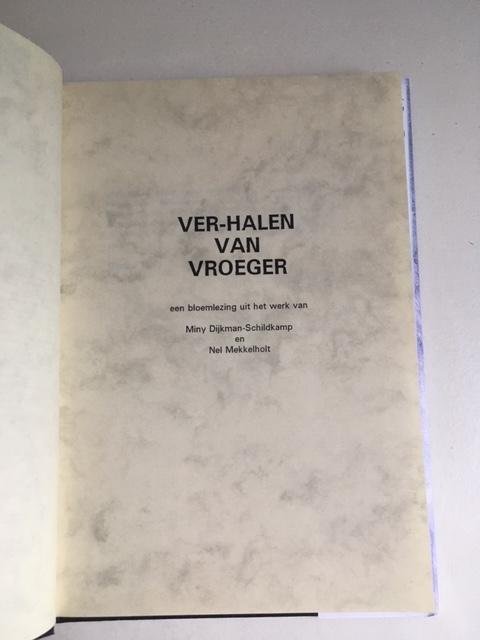 VER-HALEN
VAN
VROEGER
een bloemlezing uit het werk van
Miny Dijkman-Schildkamp
en
Nel Mekkelholt